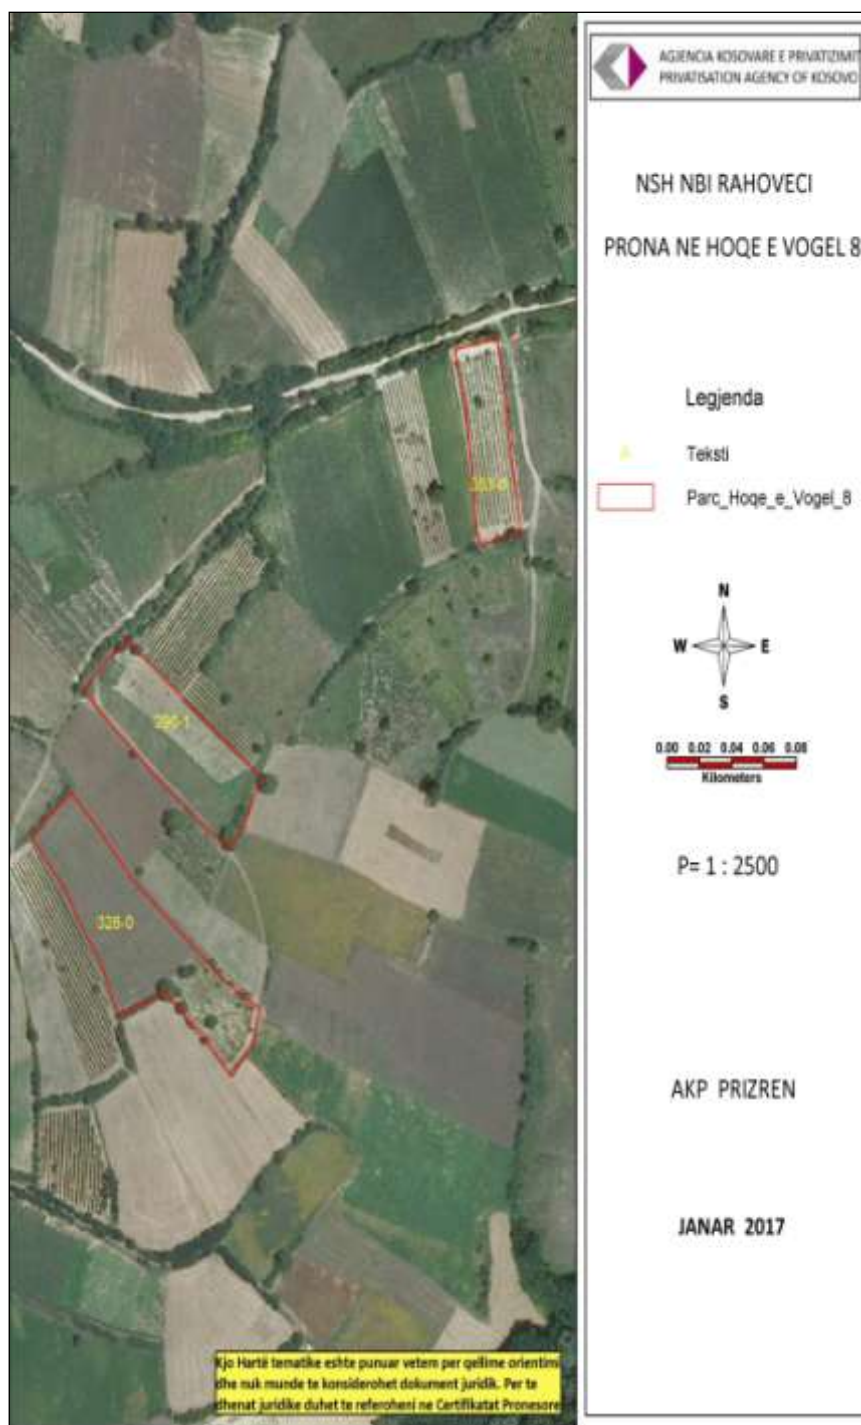 AGJENCIA KOSOVARE E PRIVATIZIMIT
PRIVATISATION AGENCY OF KOSOVO
NSH NBI RAHOVECI
PRONA NE HOQE E VOGEL 8
Legjenda
Teksti
Parc_Hoqe_e_Vogel_8
N
W E
S
0.00 0.02 0.04 0.06 0.08
Kilometers
P= 1 : 2500
AKP PRIZREN
JANAR 2017
326-0
Kjo Hartë tematike eshte punuar vetem per qellime orientimi
dhe nuk munde te konsiderohet dokument juridik. Per te
dhenat juridike duhet te referoheni ne Certifikatat Pronesore